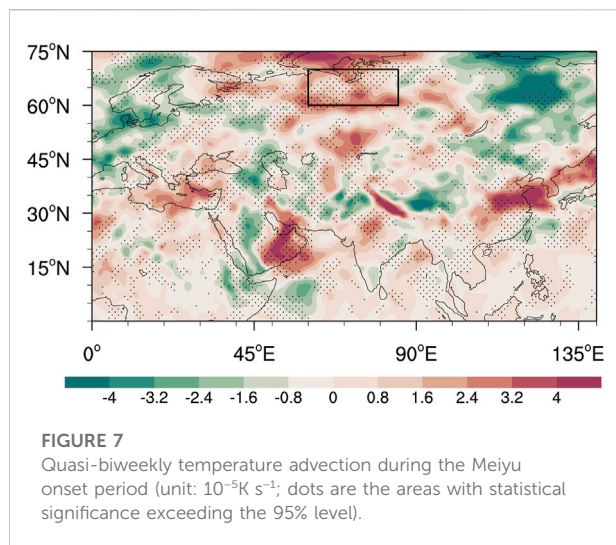 75°N
60°N
45°N
30°N
15°N
0° 45°E 90°E 135°E
-4 -3.2 -2.4 -1.6 -0.8 0 0.8 1.6 2.4 3.2 4
FIGURE 7
Quasi-biweekly temperature advection during the Meiyu
onset period (unit: 10⁻⁵K s⁻¹; dots are the areas with statistical
significance exceeding the 95% level).